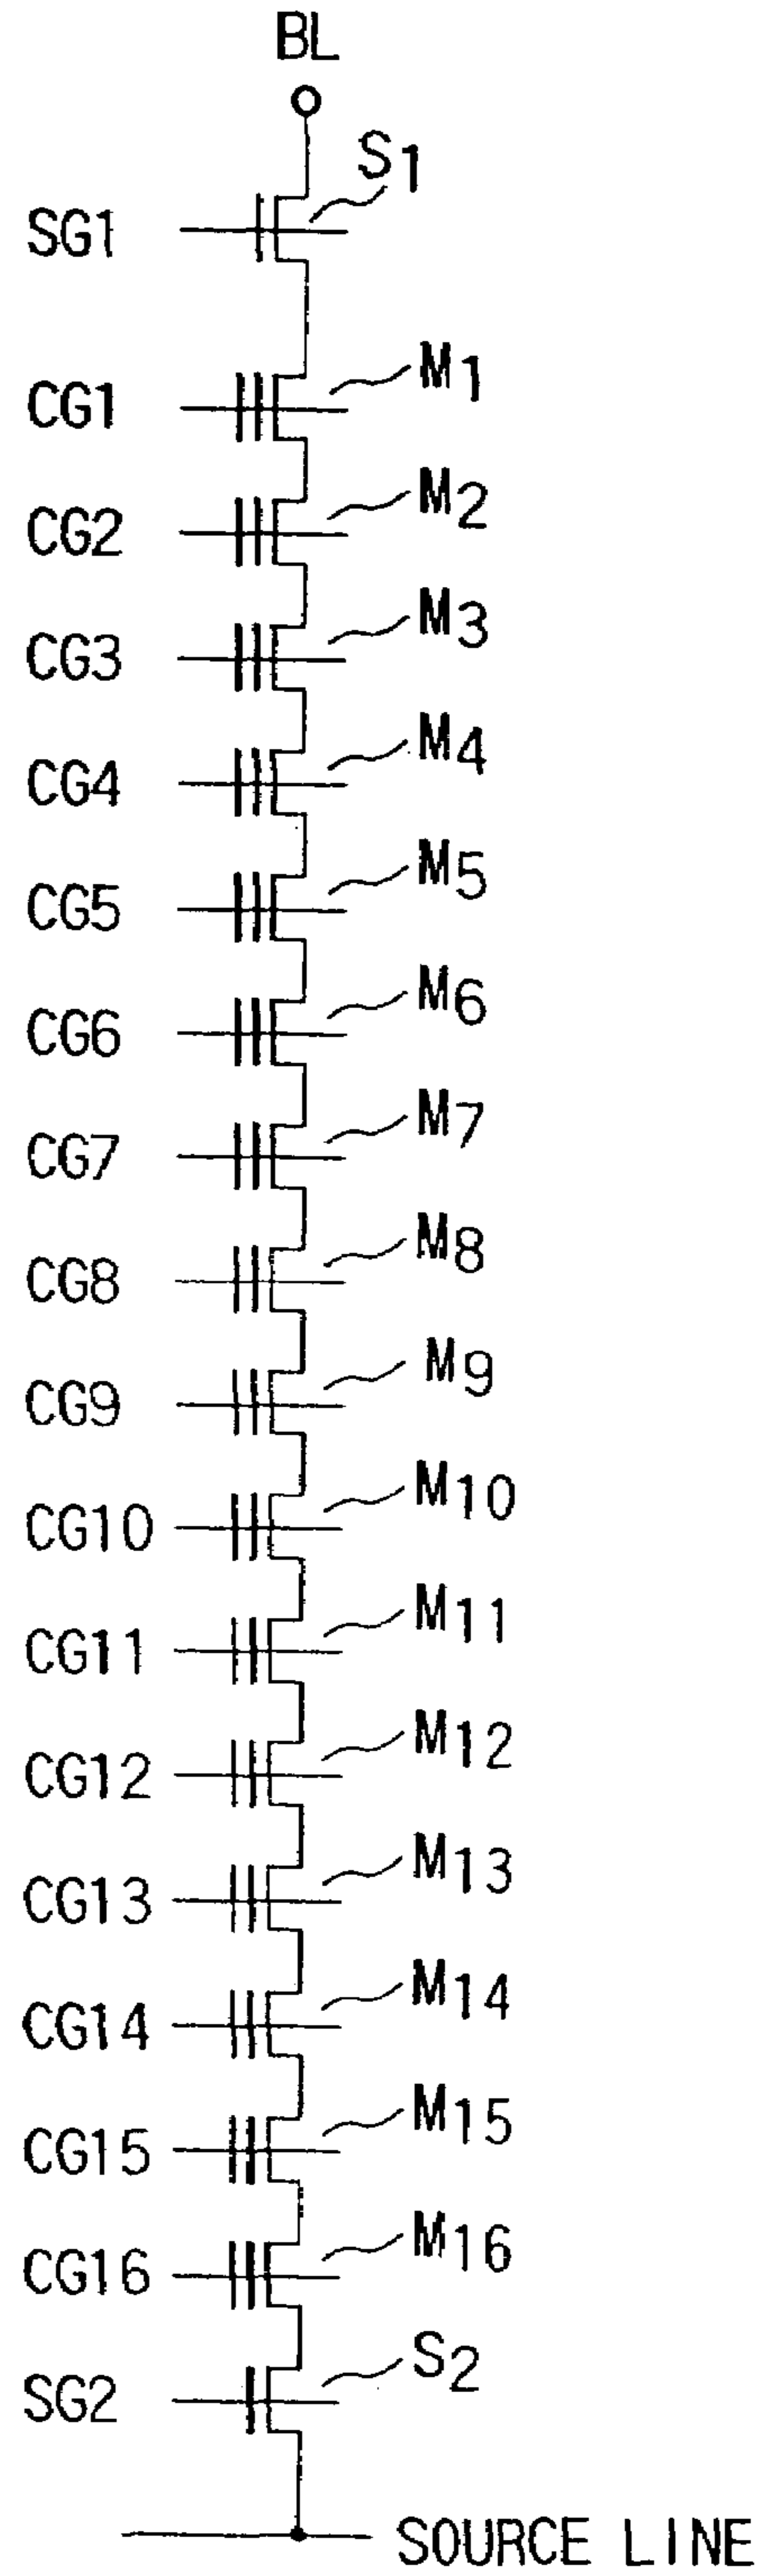 BL
S1
SG1
CG1 M1
CG2 M2
CG3 M3
CG4 M4
CG5 M5
CG6 M6
CG7 M7
CG8 M8
CG9 M9
CG10 M10
CG11 M11
CG12 M12
CG13 M13
CG14 M14
CG15 M15
CG16 M16
SG2 S2
SOURCE LINE